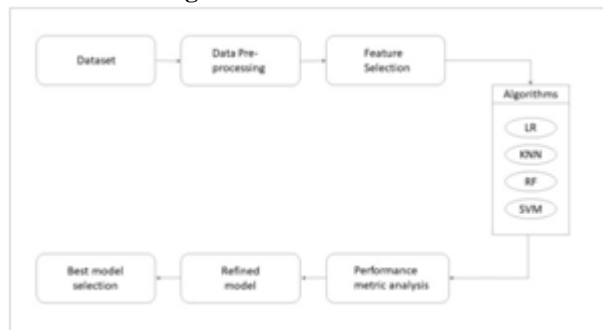 Dataset
Data Pre-
processing
Feature
Selection
Algorithms
LR
KNN
RF
SVM
Best model
selection
Refined
model
Performance
metric analysis